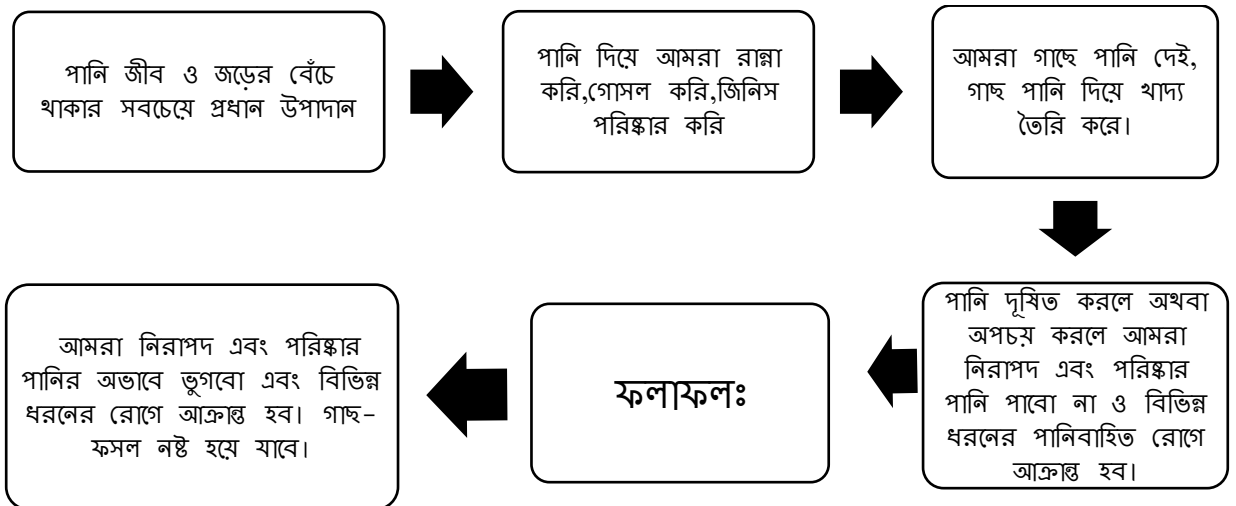 পানি জীব ও জড়ের বেঁচে
থাকার সবচেয়ে প্রধান উপাদান
পানি দিয়ে আমরা রান্না
করি,গোসল করি,জিনিস
পরিষ্কার করি
আমরা গাছে পানি দেই,
গাছ পানি দিয়ে খাদ্য
তৈরি করে।
পানি দূষিত করলে অথবা
অপচয় করলে আমরা
নিরাপদ এবং পরিষ্কার
পানি পাবো না ও বিভিন্ন
ধরনের পানিবাহিত রোগে
আক্রান্ত হব।
ফলাফলঃ
আমরা নিরাপদ এবং পরিষ্কার
পানির অভাবে ভুগবো এবং বিভিন্ন
ধরনের রোগে আক্রান্ত হব। গাছ-
ফসল নষ্ট হয়ে যাবে।